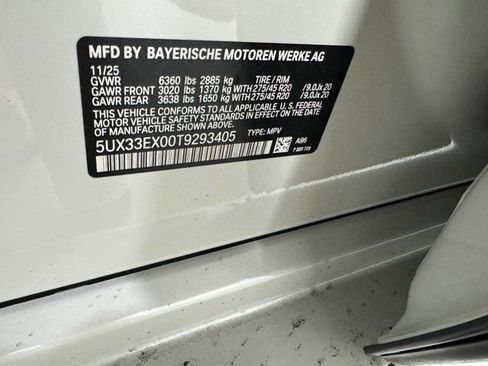 MFD BY BAYERISCHE MOTOREN WERKE AG
11/25
GVWR 6360 lbs 2885 kg TIRE / RIM
GAWR FRONT 3020 lbs 1370 kg WITH 275/45 R20 /9.0Jx 20
GAWR REAR 3638 lbs 1650 kg WITH 275/45 R20 /9.0Jx 20
THIS VEHICLE CONFORMS TO ALL APPLICABLE U.S. FEDERAL
MOTOR VEHICLE SAFETY AND THEFT PREVENTION STANDARDS IN
EFFECT ON THE DATE OF MANUFACTURE SHOWN ABOVE.
5UX33EX00T9293405 TYPE: MPV
A96